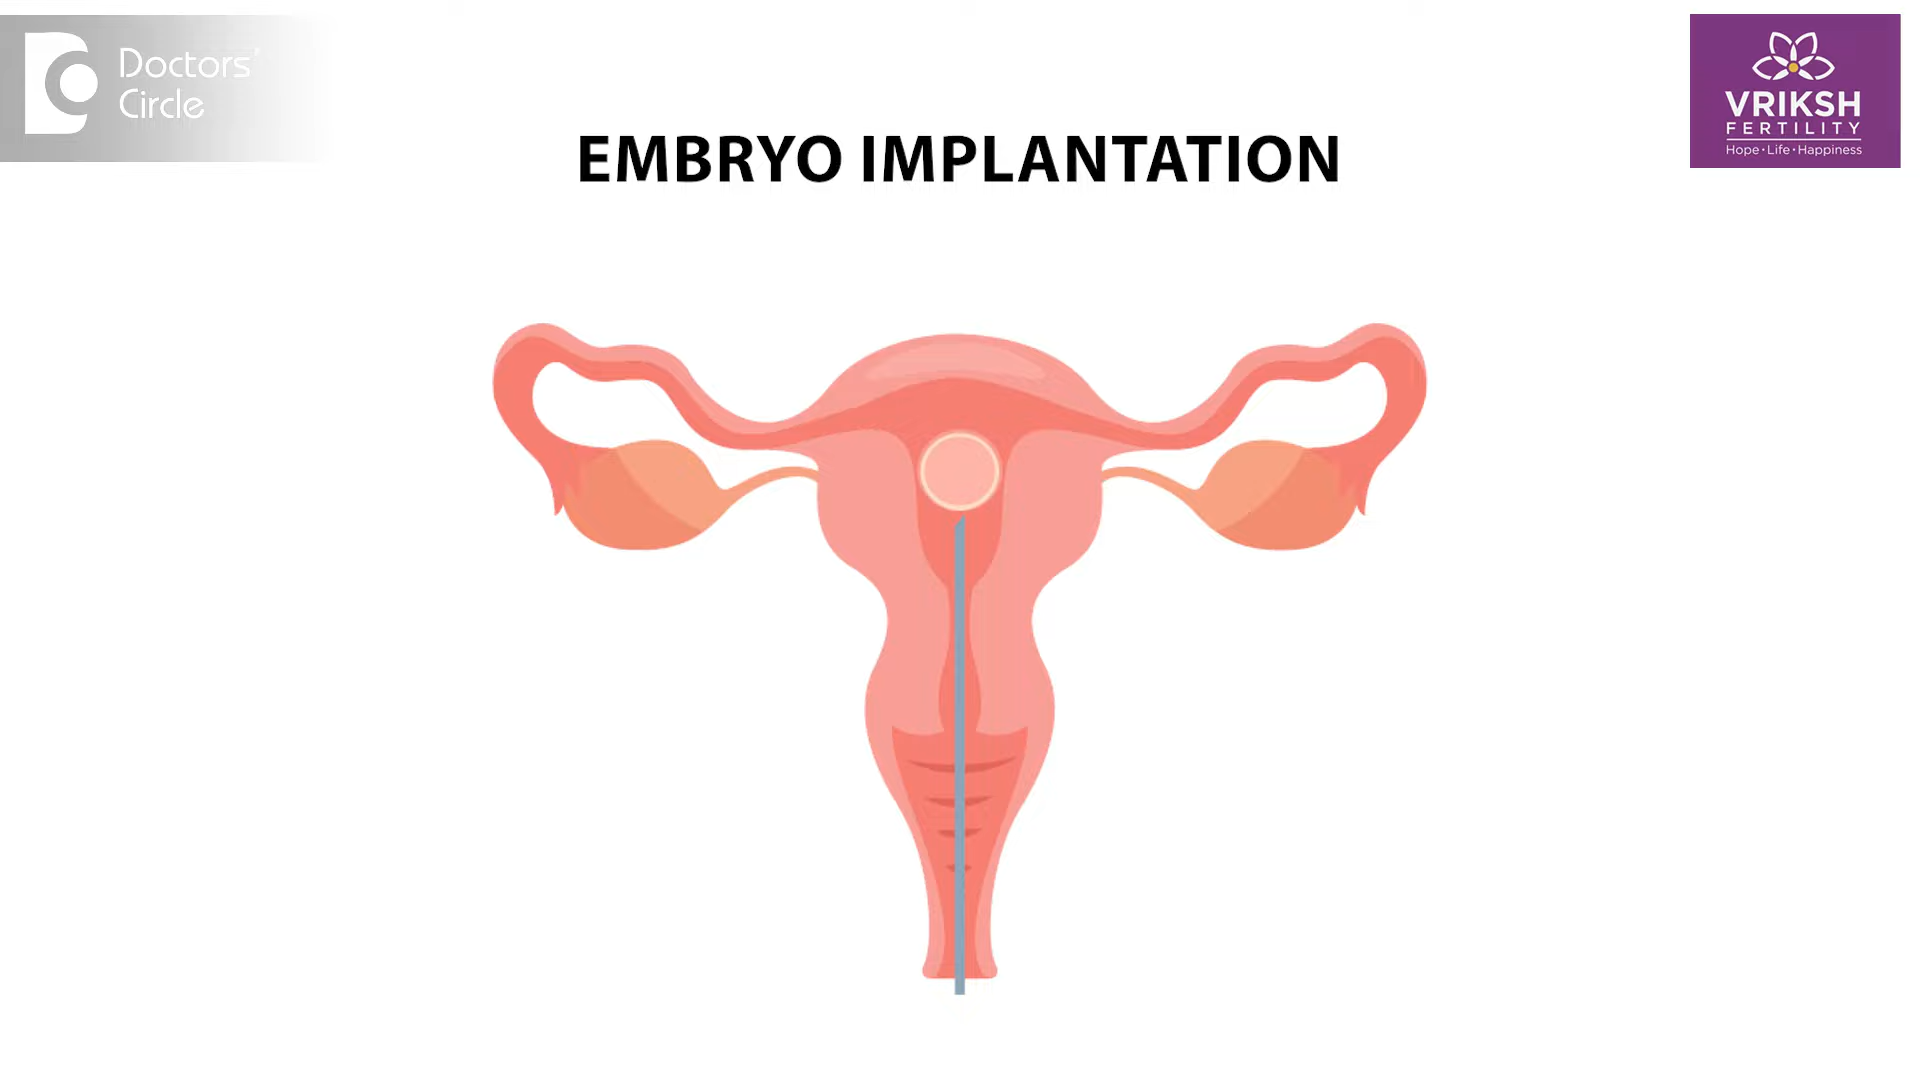 Doctors'
Circle
VRIKSH
FERTILITY
Hope · Life · Happiness
EMBRYO IMPLANTATION